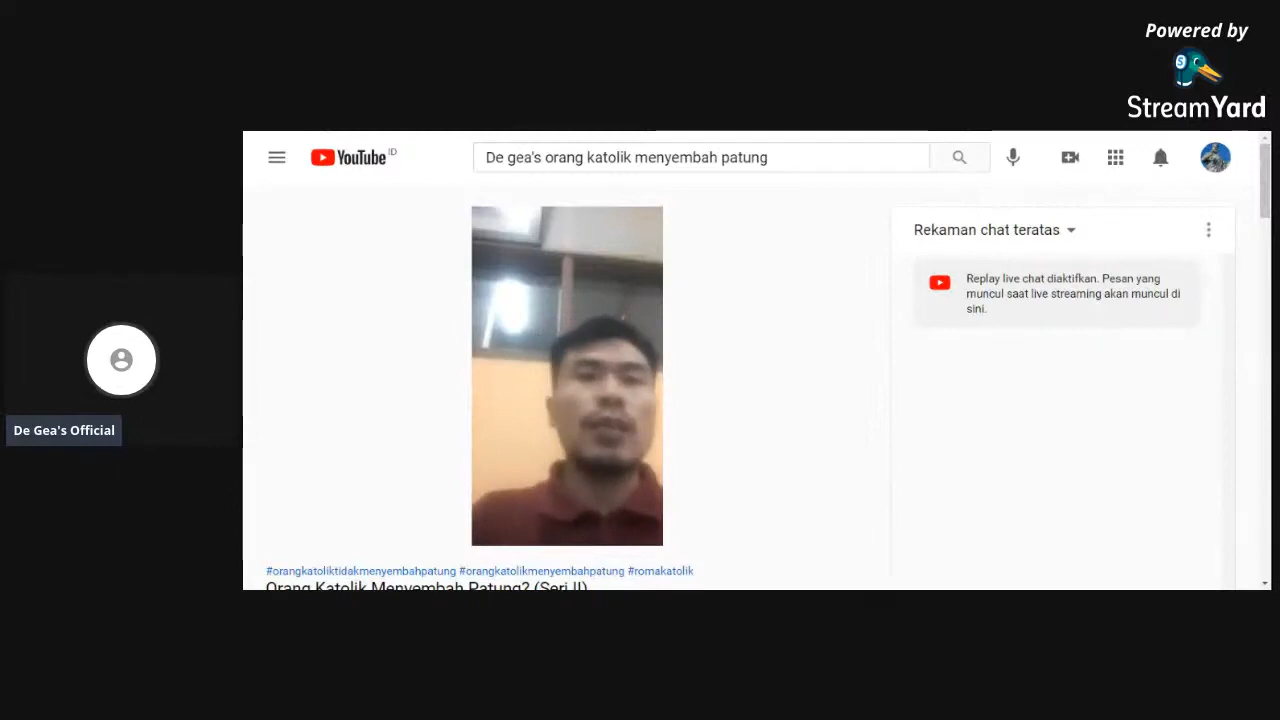 Powered by
StreamYard
YouTube ID
De gea's orang katolik menyembah patung
Rekaman chat teratas
Replay live chat diaktifkan. Pesan yang
muncul saat live streaming akan muncul di
sini.
De Gea's Official
#orangkatoliktidakmenyembahpatung #orangkatolikmenyembahpatung #romakatolik
Orang Katolik Menyembah Patung? (Seri II)